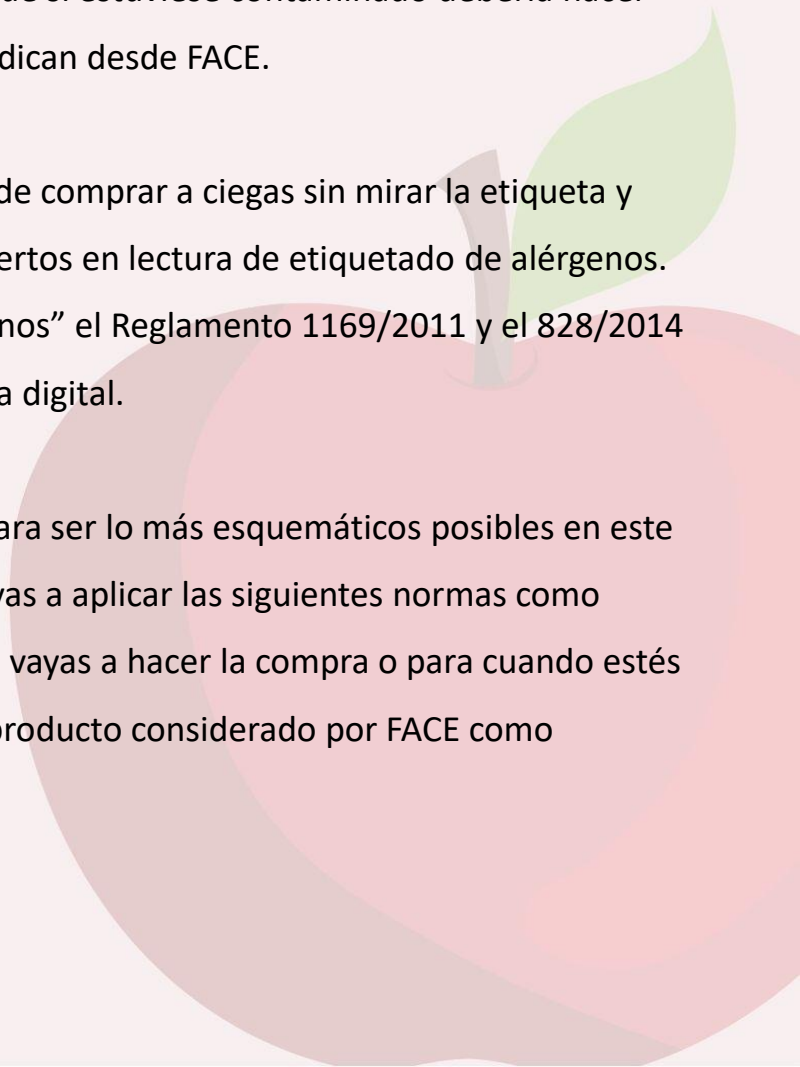 dican desde FACE.
de comprar a ciegas sin mirar la etiqueta y
ertos en lectura de etiquetado de alérgenos.
nos” el Reglamento 1169/2011 y el 828/2014
a digital.
ara ser lo más esquemáticos posibles en este
vas a aplicar las siguientes normas como
vayas a hacer la compra o para cuando estés
producto considerado por FACE como